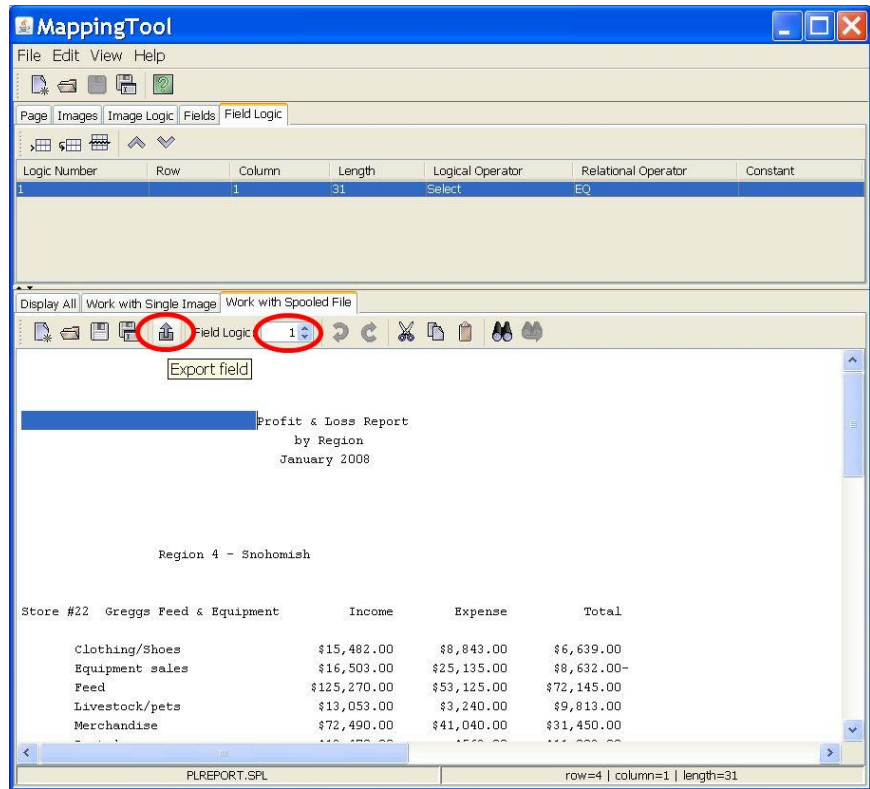 MappingTool
File Edit View Help
Page Images Image Logic Fields Field Logic
Logic Number Row Column Length Logical Operator Relational Operator Constant
1 1 31 Select EQ
Display All Work with Single Image Work with Spooled File
Field Logic: 1
Export field
Profit & Loss Report
by Region
January 2008
Region 4 - Snohomish
Store #22 Greggs Feed & Equipment Income Expense Total
Clothing/Shoes $15,482.00 $8,843.00 $6,639.00
Equipment sales $16,503.00 $25,135.00 $8,632.00-
Feed $125,270.00 $53,125.00 $72,145.00
Livestock/pets $13,053.00 $3,240.00 $9,813.00
Merchandise $72,490.00 $41,040.00 $31,450.00
PLREPORT.SPL row=4 | column=1 | length=31